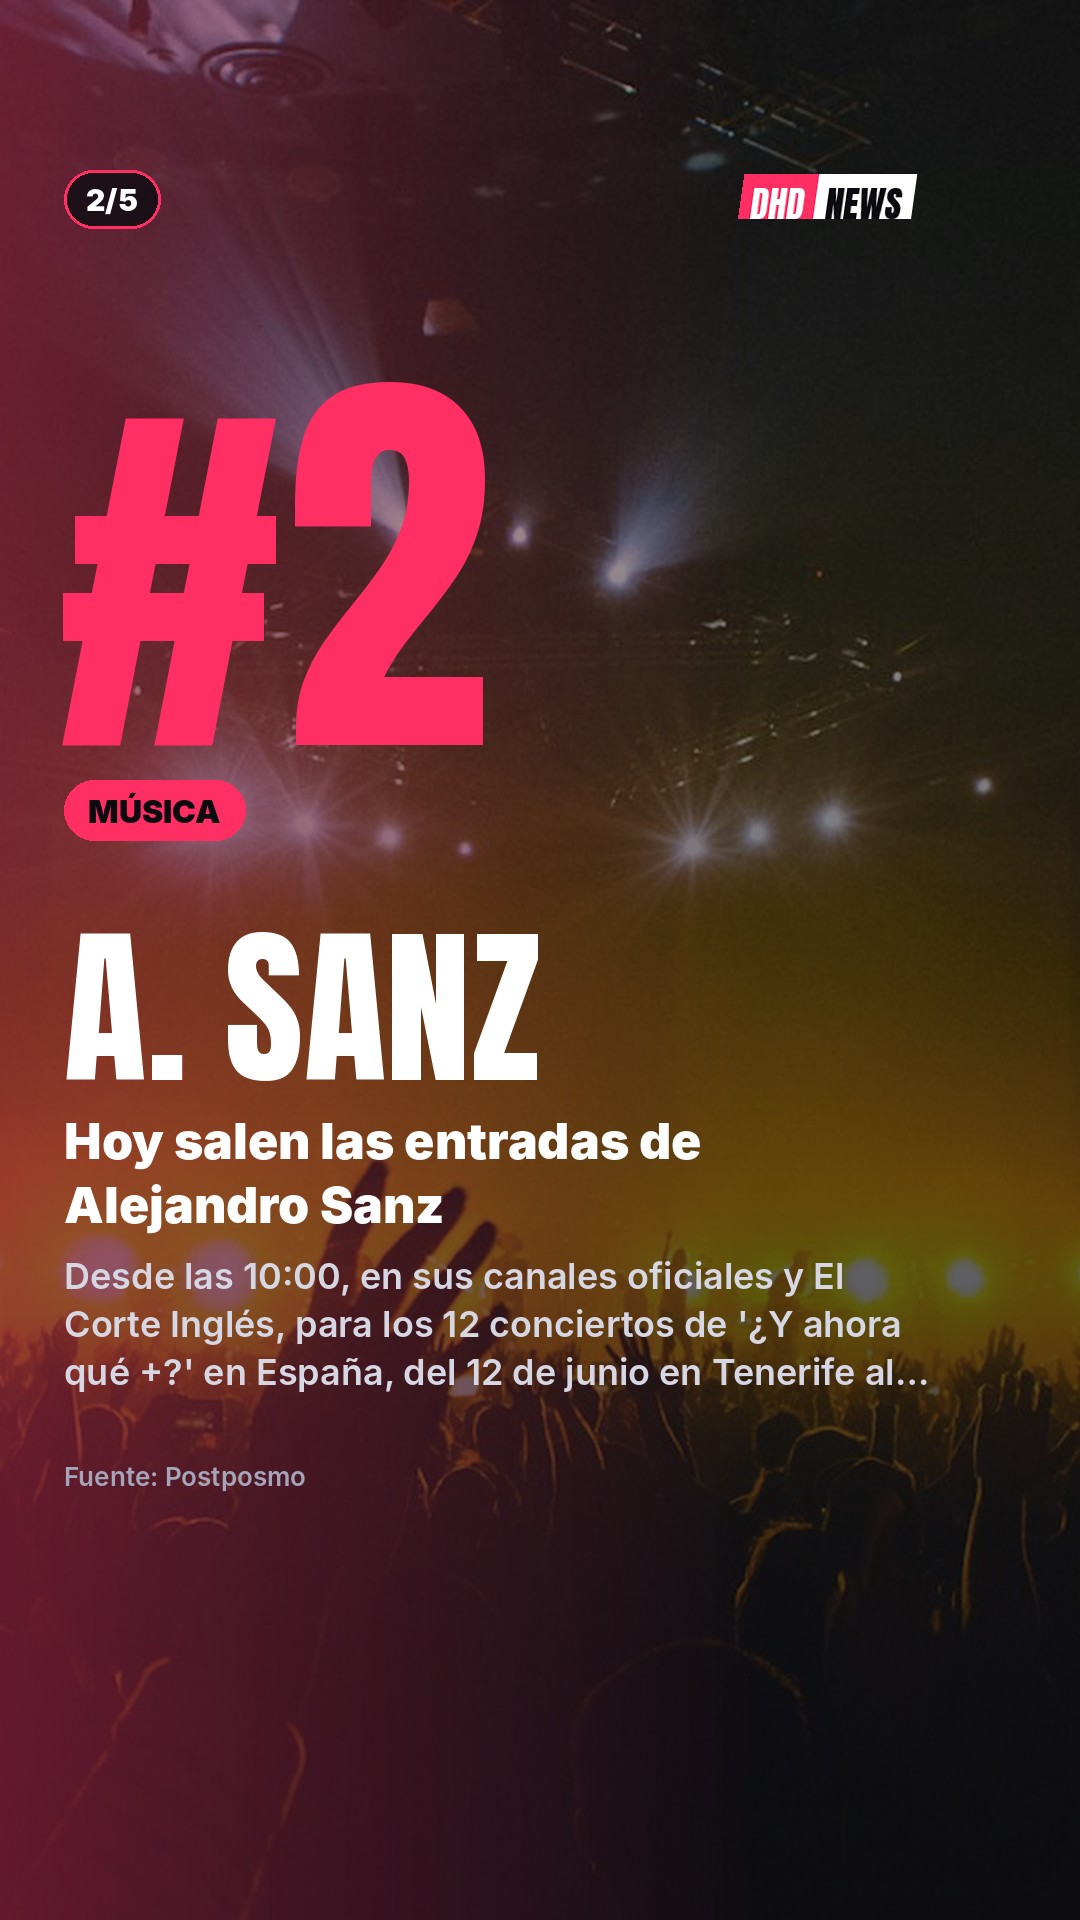 2/5
DHD NEWS
#2
MÚSICA
A. SANZ
Hoy salen las entradas de
Alejandro Sanz
Desde las 10:00, en sus canales oficiales y El
Corte Inglés, para los 12 conciertos de '¿Y ahora
qué +?' en España, del 12 de junio en Tenerife al...
Fuente: Postposmo